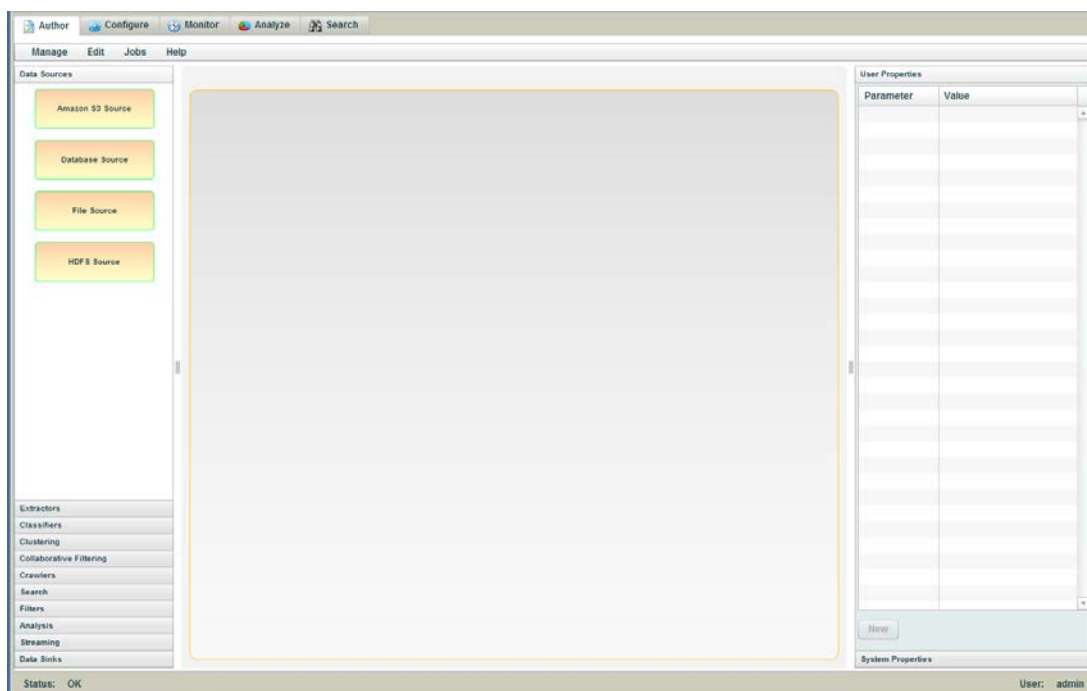 Author Configure Monitor Analyze Search
Manage Edit Jobs Help
Data Sources
Amazon S3 Source
Database Source
File Source
HDFS Source
Extractors
Classifiers
Clustering
Collaborative Filtering
Crawlers
Search
Filters
Analysis
Streaming
Data Sinks
User Properties
Parameter Value
New
System Properties
Status: OK
User: admin